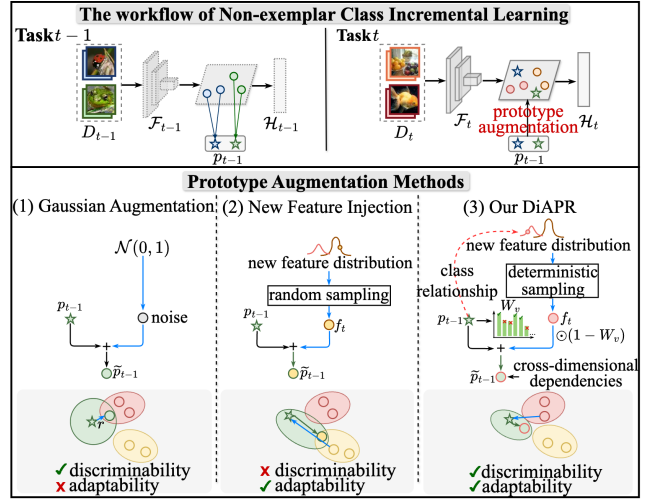 The workflow of Non-exemplar Class Incremental Learning
Task t − 1
D_{t−1}
F_{t−1}
p_{t−1}
H_{t−1}
Task t
D_t
F_t
prototype
augmentation
p_{t−1}
H_t
Prototype Augmentation Methods
(1) Gaussian Augmentation
N(0, 1)
p_{t−1}
noise
+
p̃_{t−1}
r
✓ discriminability
✗ adaptability
(2) New Feature Injection
new feature distribution
random sampling
p_{t−1}
f_t
+
p̃_{t−1}
✗ discriminability
✓ adaptability
(3) Our DiAPR
new feature distribution
class
relationship
deterministic
sampling
W_v
p_{t−1}
...
f_t
⊙(1 − W_v)
+
p̃_{t−1}
cross-dimensional
dependencies
✓ discriminability
✓ adaptability